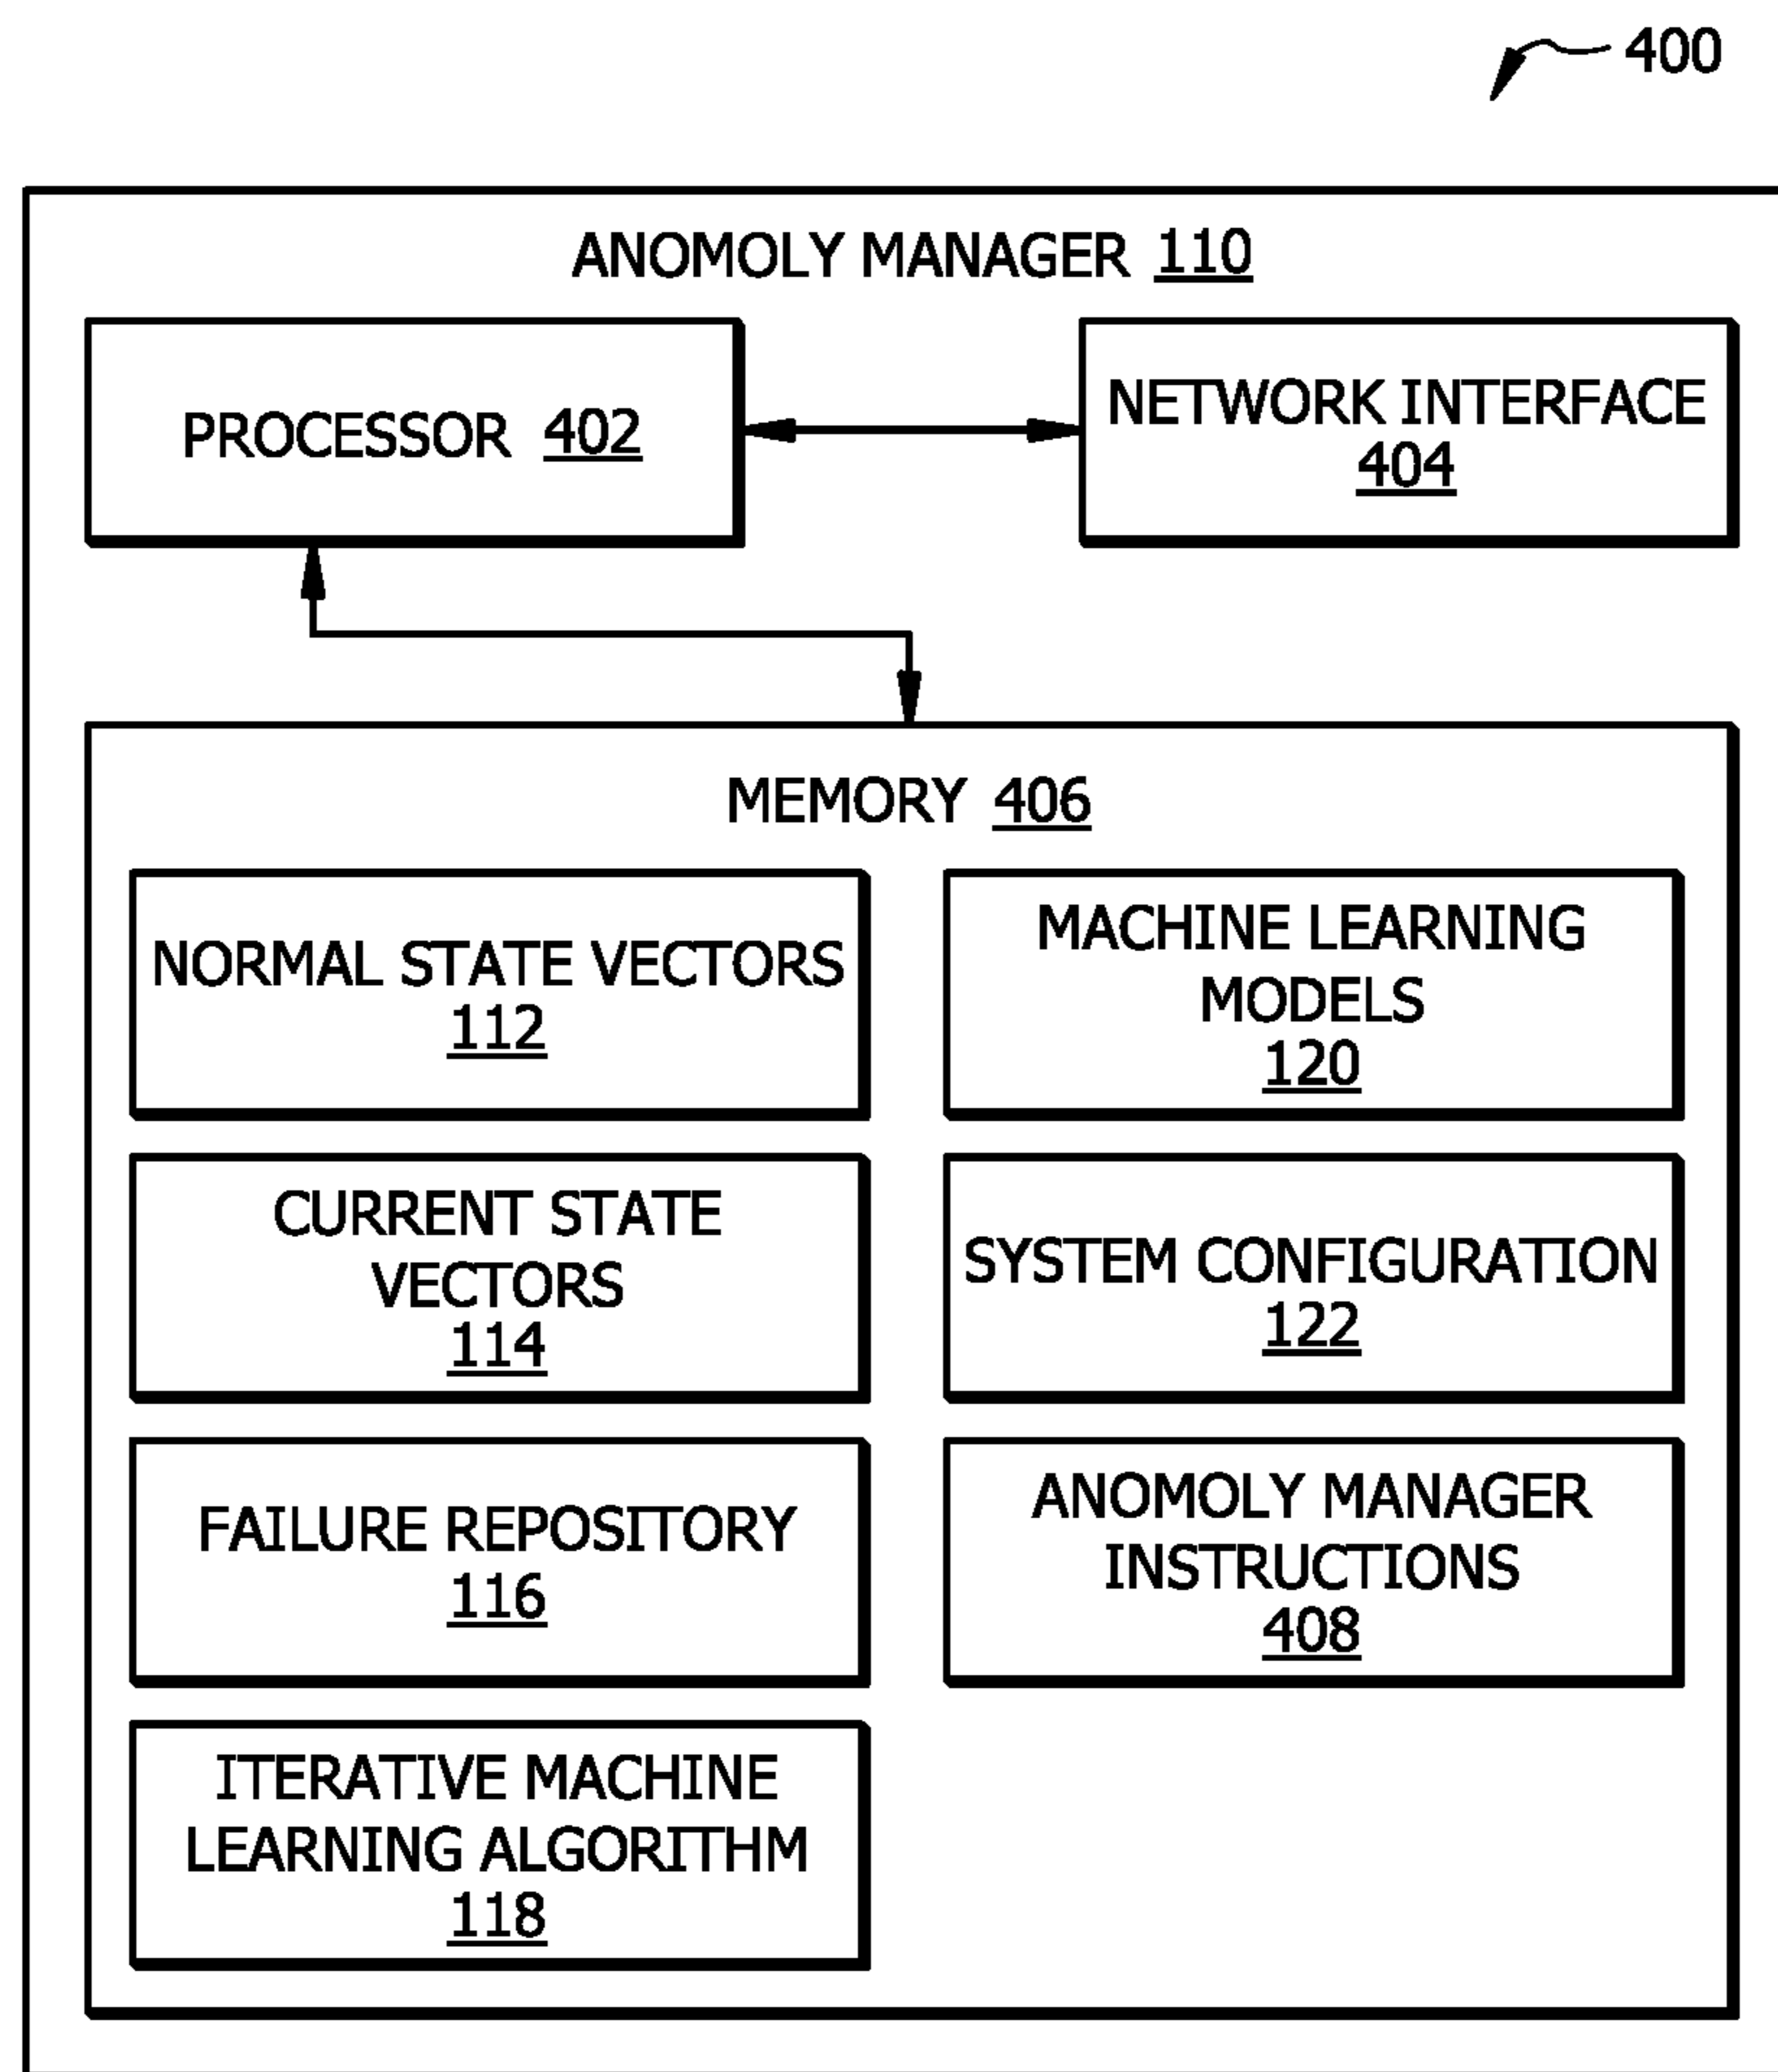 400
ANOMOLY MANAGER 110
PROCESSOR 402
NETWORK INTERFACE
404
MEMORY 406
NORMAL STATE VECTORS
112
MACHINE LEARNING
MODELS
120
CURRENT STATE
VECTORS
114
SYSTEM CONFIGURATION
122
FAILURE REPOSITORY
116
ANOMOLY MANAGER
INSTRUCTIONS
408
ITERATIVE MACHINE
LEARNING ALGORITHM
118